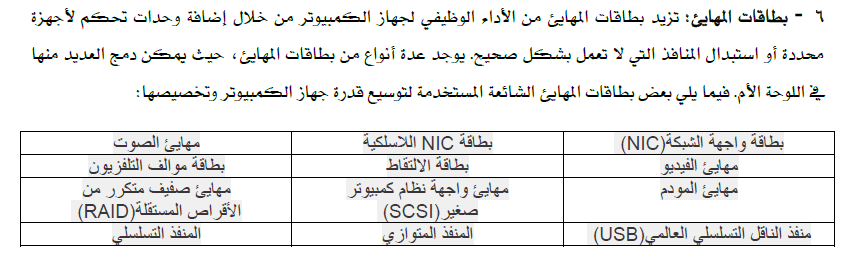 ٦ - بطاقات المهايئ: تزيد بطاقات المهايئ من الأداء الوظيفي لجهاز الكمبيوتر من خلال إضافة وحدات تحكم لأجهزة
محددة أو استبدال المنافذ التي لا تعمل بشكل صحيح. يوجد عدة أنواع من بطاقات المهايئ، حيث يمكن دمج العديد منها
في اللوحة الأم. فيما يلي بعض بطاقات المهايئ الشائعة المستخدمة لتوسيع قدرة جهاز الكمبيوتر وتخصيصها:
بطاقة واجهة الشبكة(NIC) بطاقة NIC اللاسلكية مهايئ الصوت
مهايئ الفيديو بطاقة الالتقاط بطاقة موالف التلفزيون
مهايئ المودم مهايئ واجهة نظام كمبيوتر مهايئ صفيف متكرر من
صغير(SCSI) الأقراص المستقلة(RAID)
منفذ الناقل التسلسلي العالمي(USB) المنفذ المتوازي المنفذ التسلسلي